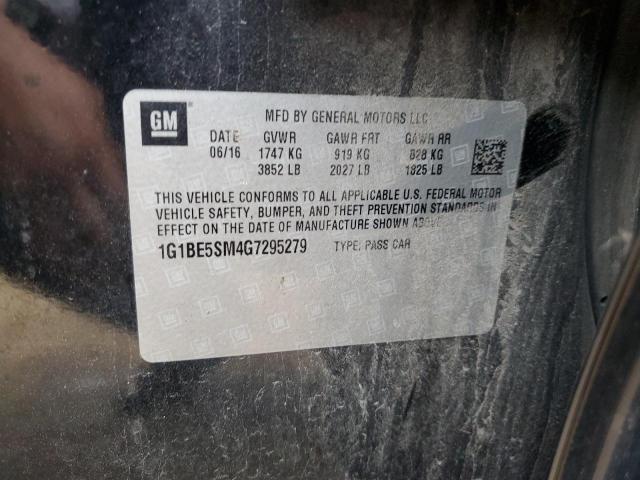 GM
MFD BY GENERAL MOTORS LLC
DATE GVWR GAWR FRT GAWR RR
06/16 1747 KG 919 KG 828 KG
3852 LB 2027 LB 1825 LB
THIS VEHICLE CONFORMS TO ALL APPLICABLE U.S. FEDERAL MOTOR
VEHICLE SAFETY, BUMPER, AND THEFT PREVENTION STANDARDS IN
EFFECT ON THE DATE OF MANUFACTURE SHOWN ABOVE.
1G1BE5SM4G7295279 TYPE: PASS CAR